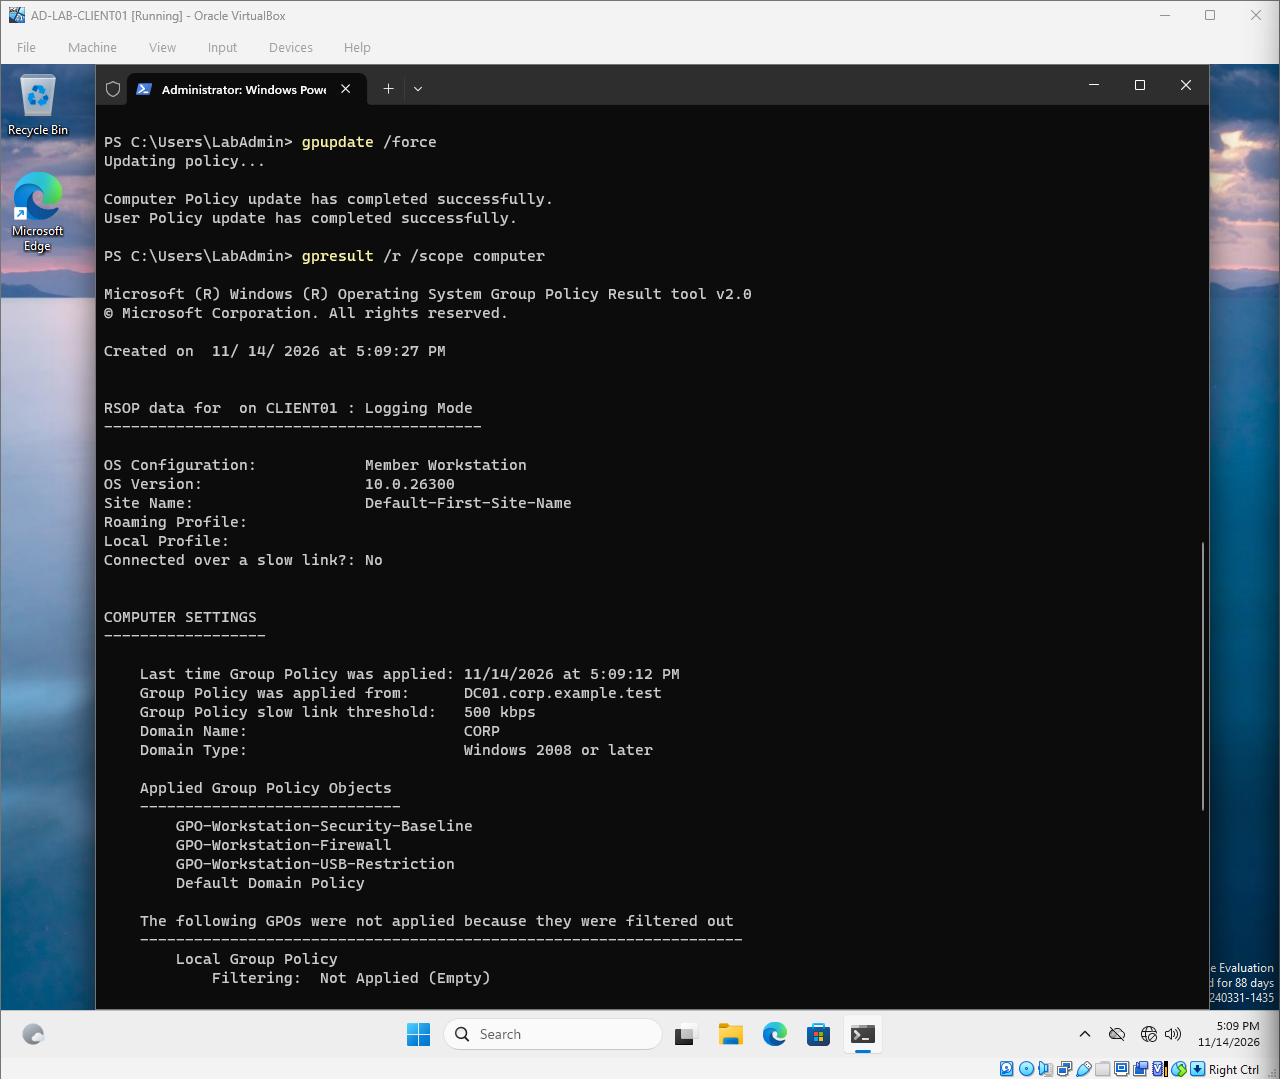 AD-LAB-CLIENT01 [Running] - Oracle VirtualBox
File Machine View Input Devices Help
Recycle Bin
Microsoft
Edge
Administrator: Windows Powe
PS C:\Users\LabAdmin> gpupdate /force
Updating policy...
Computer Policy update has completed successfully.
User Policy update has completed successfully.
PS C:\Users\LabAdmin> gpresult /r /scope computer
Microsoft (R) Windows (R) Operating System Group Policy Result tool v2.0
© Microsoft Corporation. All rights reserved.
Created on  11/ 14/ 2026 at 5:09:27 PM
RSOP data for  on CLIENT01 : Logging Mode
------------------------------------------
OS Configuration:            Member Workstation
OS Version:                  10.0.26300
Site Name:                   Default-First-Site-Name
Roaming Profile:
Local Profile:
Connected over a slow link?: No
COMPUTER SETTINGS
------------------
Last time Group Policy was applied: 11/14/2026 at 5:09:12 PM
Group Policy was applied from:      DC01.corp.example.test
Group Policy slow link threshold:   500 kbps
Domain Name:                        CORP
Domain Type:                        Windows 2008 or later
Applied Group Policy Objects
-----------------------------
GPO-Workstation-Security-Baseline
GPO-Workstation-Firewall
GPO-Workstation-USB-Restriction
Default Domain Policy
The following GPOs were not applied because they were filtered out
-------------------------------------------------------------------
Local Group Policy
Filtering:  Not Applied (Empty)
e Evaluation
d for 88 days
240331-1435
Search
5:09 PM
11/14/2026
Right Ctrl